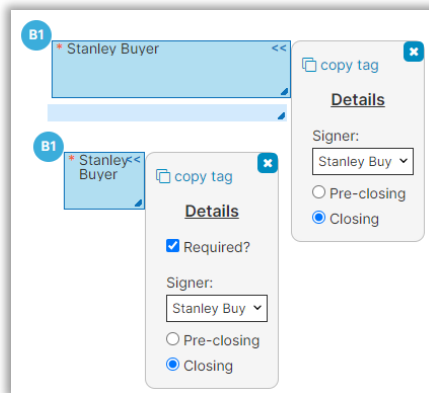 B1
* Stanley Buyer <<
copy tag
Details
Signer:
Stanley Buy
Pre-closing
Closing
B1
* Stanley<<
Buyer
copy tag
Details
Required?
Signer:
Stanley Buy
Pre-closing
Closing